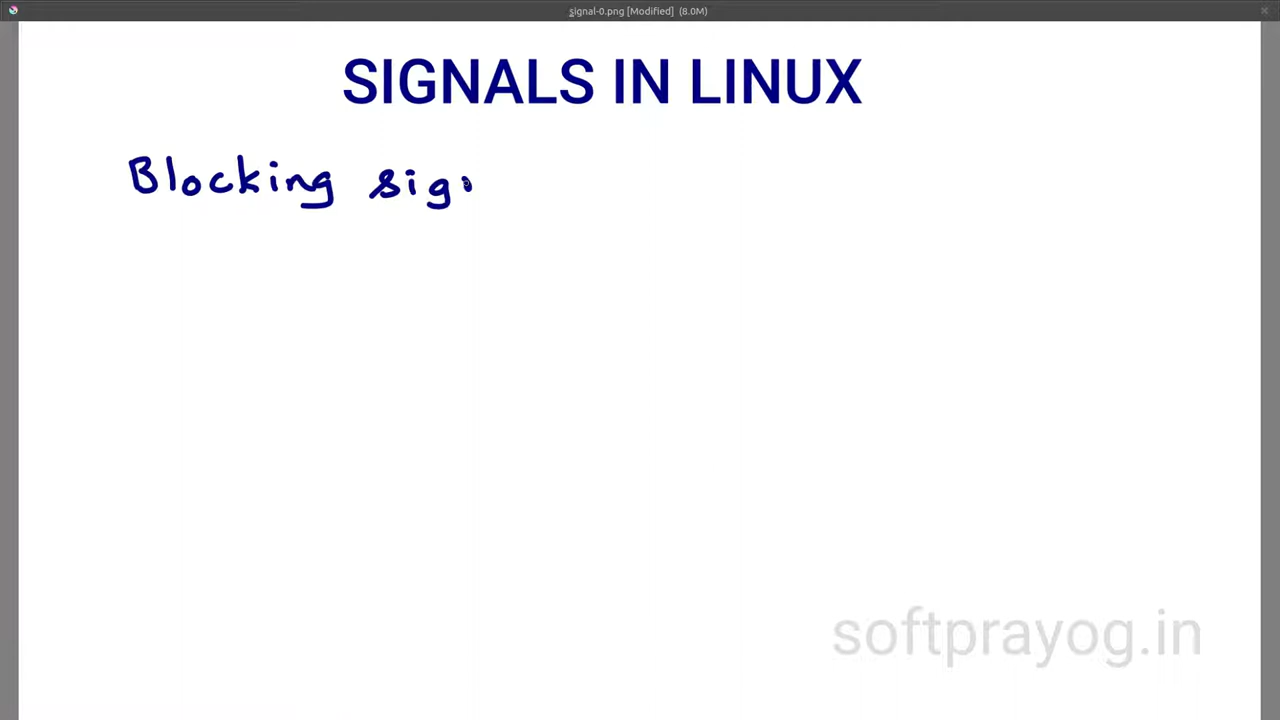 signal-0.png [Modified] (8.0M)
SIGNALS IN LINUX
Blocking sig
softprayog.in